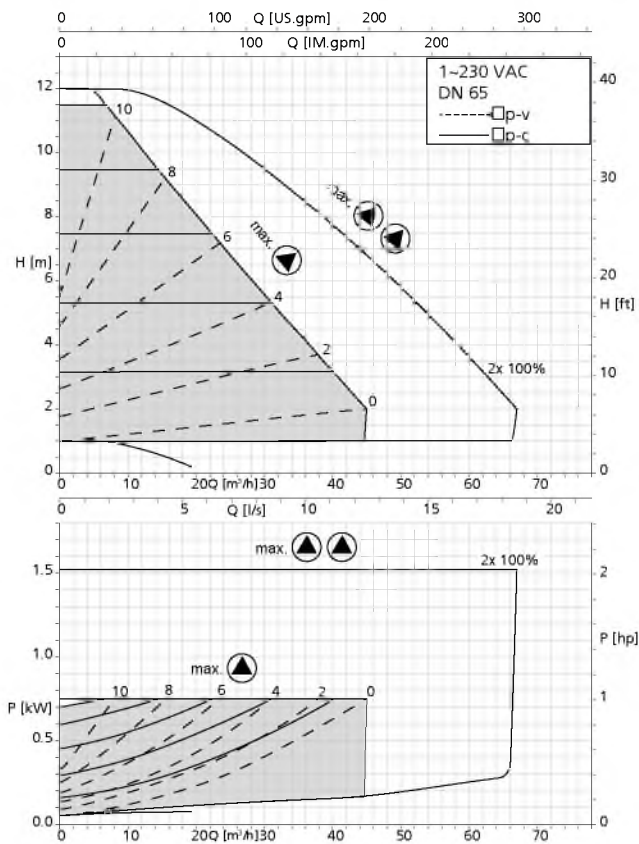 0 100 Q [US.gpm] 200 300
0 100 Q [IM.gpm] 200
12 10 8 6 4 2 0
H [m]
40 30 20 10 0
H [ft]
1~230 VAC
DN 65
p-v
p-c
10
8
6
4
2
0
max.
max.
2x 100%
0 10 20Q [m³/h]30 40 50 60 70
0 5 Q [l/s] 10 15 20
max.
2x 100%
1.5 1.0 0.5 0.0
P [kW]
2 1 0
P [hp]
max.
10 8 6 4 2 0
0 10 20Q [m³/h]30 40 50 60 70